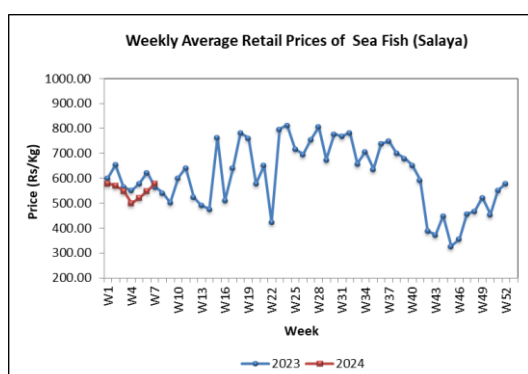 Weekly Average Retail Prices of Sea Fish (Salaya)
Price (Rs/Kg)
1000.00
900.00
800.00
700.00
600.00
500.00
400.00
300.00
200.00
W1 W4 W7 W10 W13 W16 W19 W22 W25 W28 W31 W34 W37 W40 W43 W46 W49 W52
Week
2023 2024